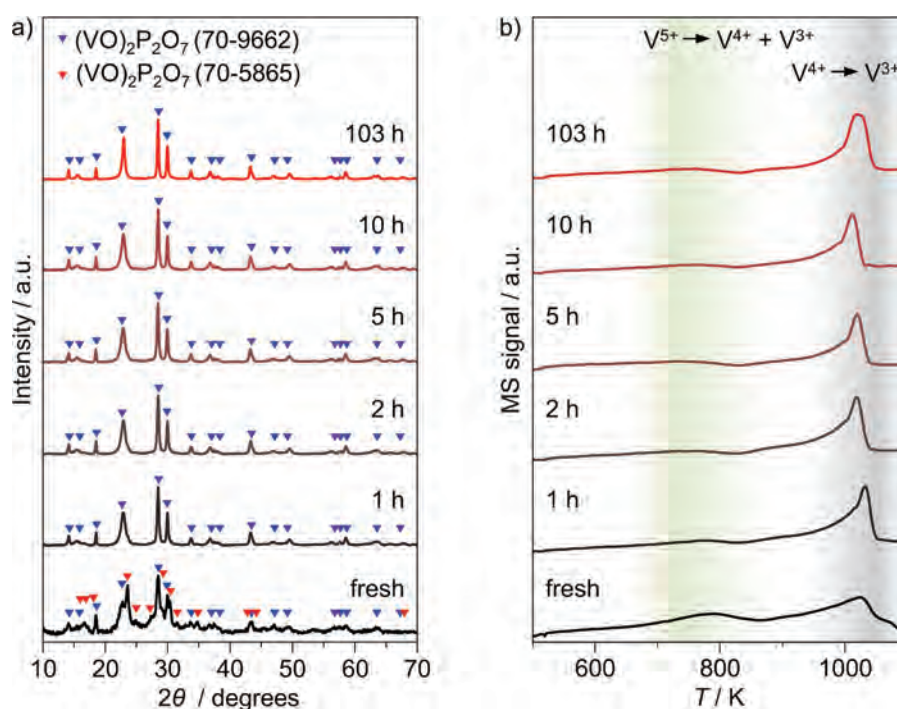 a)
▼ (VO)₂P₂O₇ (70-9662)
▼ (VO)₂P₂O₇ (70-5865)
103 h
10 h
5 h
2 h
1 h
fresh
Intensity / a.u.
10 20 30 40 50 60 70
2θ / degrees
b)
V⁵⁺ → V⁴⁺ + V³⁺
V⁴⁺ → V³⁺
103 h
10 h
5 h
2 h
1 h
fresh
MS signal / a.u.
600 800 1000
T / K